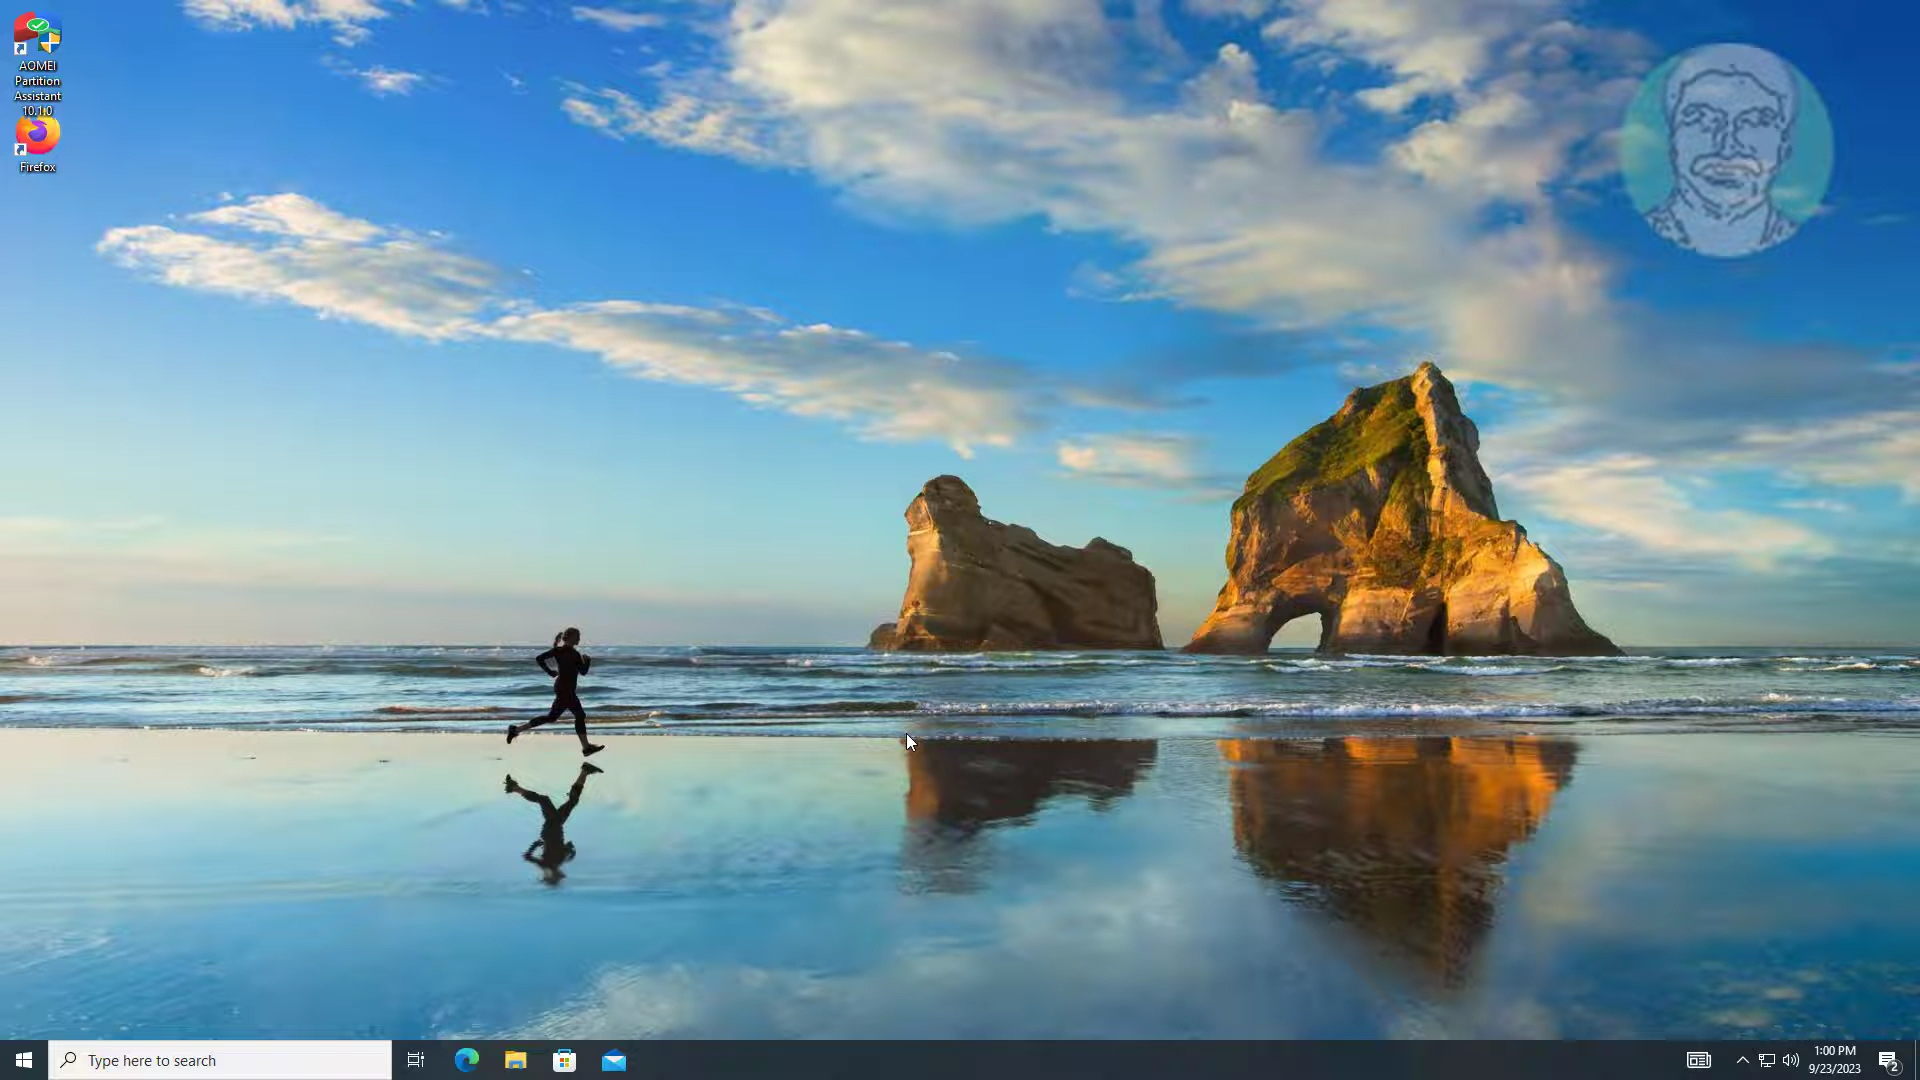 AOMEI
Partition
Assistant
10.1.0
Firefox
Type here to search
1:00 PM
9/23/2023
2